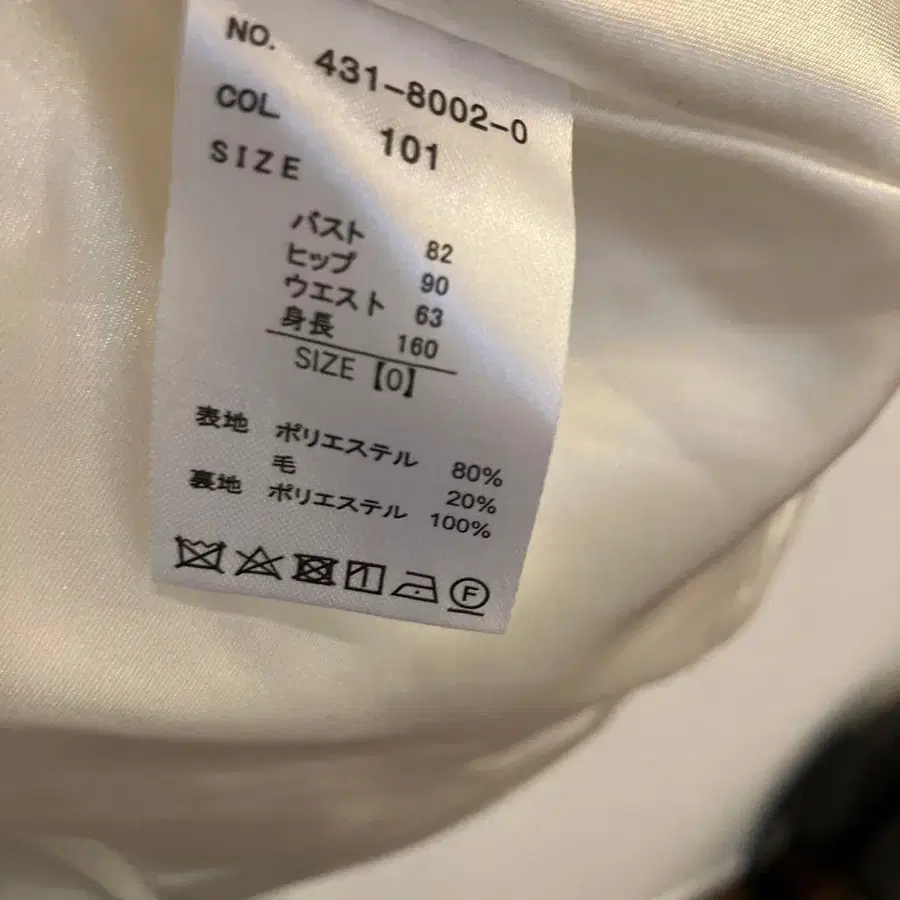 NO. 431-8002-0
COL 101
SIZE
バスト 82
ヒップ 90
ウエスト 63
身長 160
SIZE【0】
表地 ポリエステル 80%
毛 20%
裏地 ポリエステル 100%
F